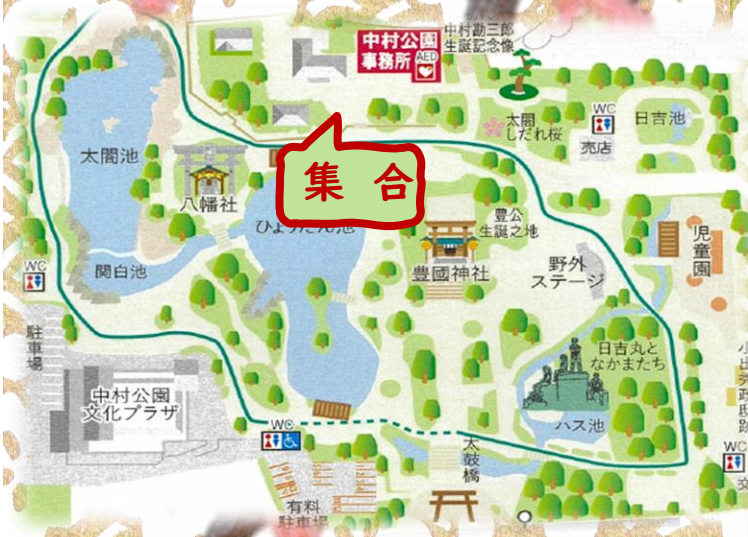 中村公園
事務所
AED
中村勘三郎
生誕記念像
太閤
しだれ桜
WC
売店
日吉池
太閤池
八幡社
集 合
ひょうたん池
豊公
生誕之地
豊國神社
野外
ステージ
児童園
関白池
WC
駐車場
日吉丸と
なかまたち
中村公園
文化プラザ
ハス池
WC
太鼓橋
WC
有料
駐車場